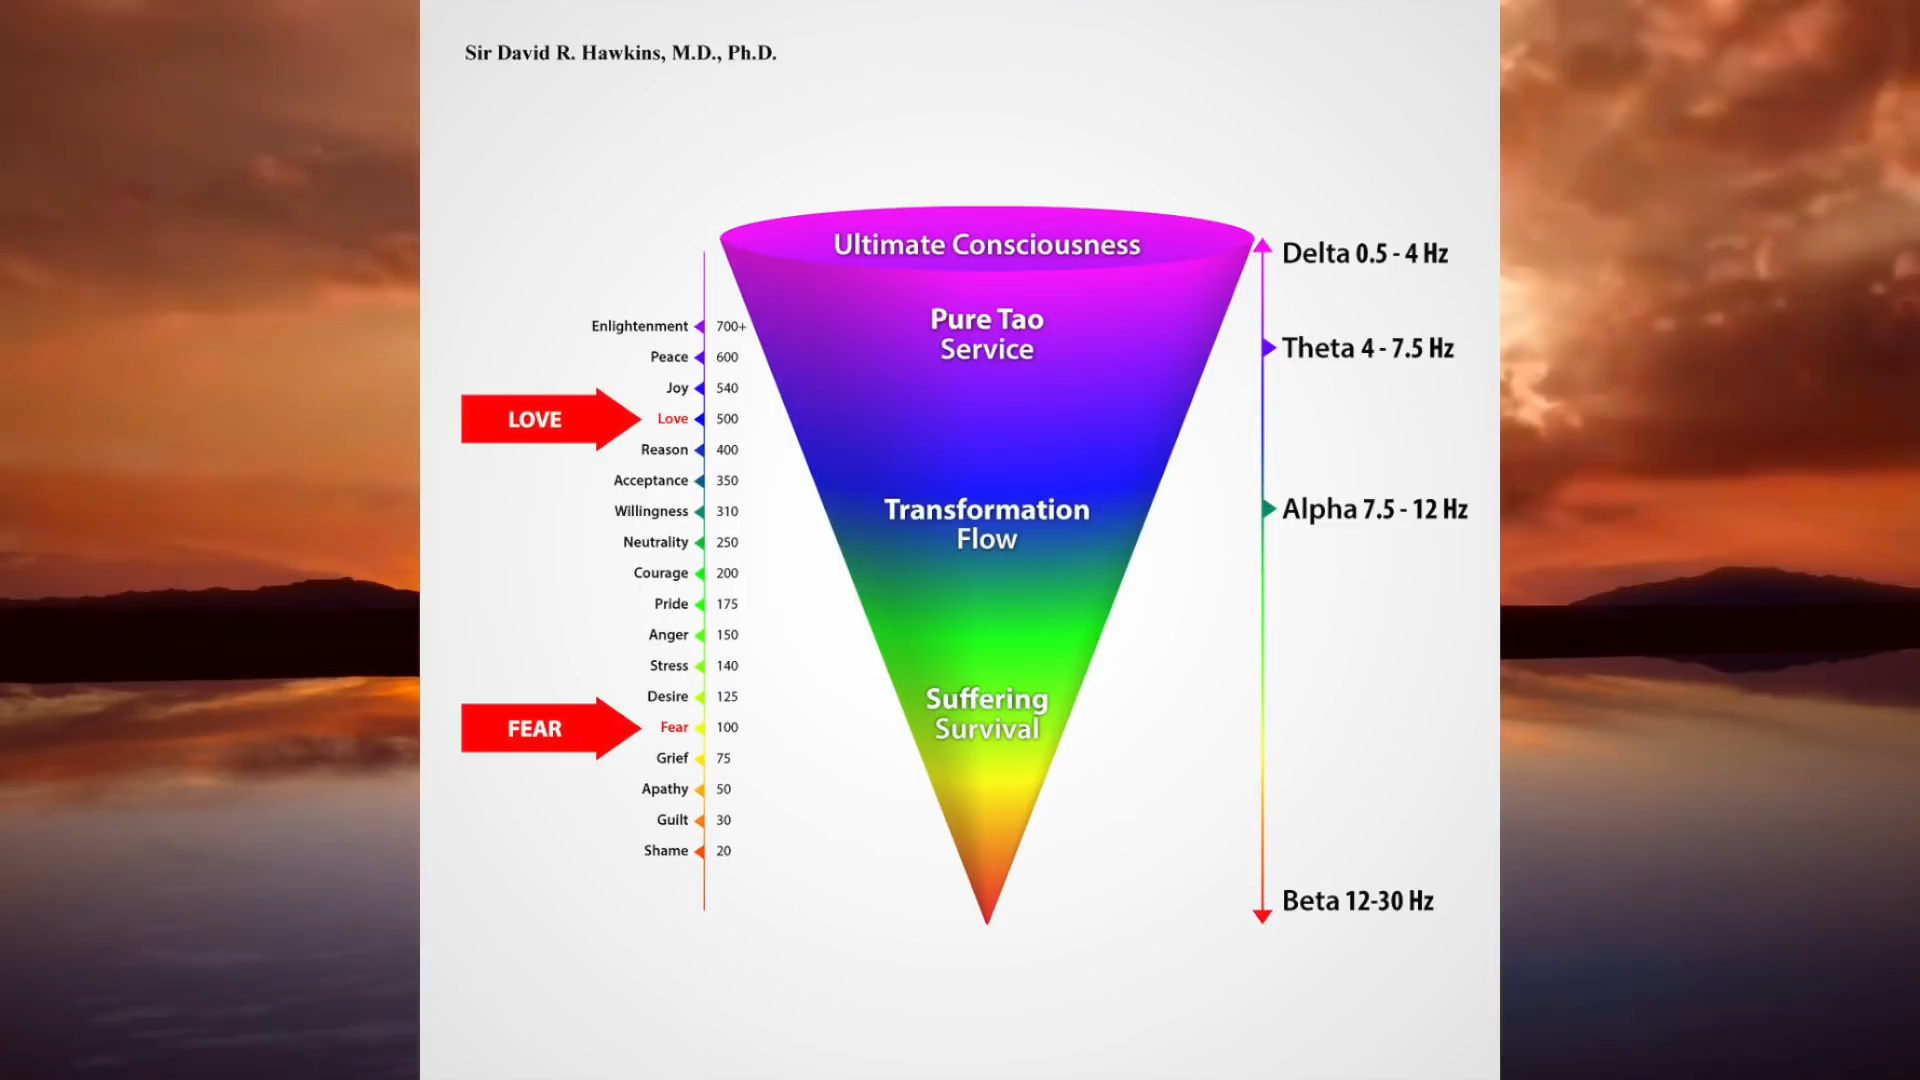 Sir David R. Hawkins, M.D., Ph.D.
Ultimate Consciousness
Pure Tao
Service
Transformation
Flow
Suffering
Survival
Enlightenment 700+
Peace 600
Joy 540
LOVE Love 500
Reason 400
Acceptance 350
Willingness 310
Neutrality 250
Courage 200
Pride 175
Anger 150
Stress 140
Desire 125
FEAR Fear 100
Grief 75
Apathy 50
Guilt 30
Shame 20
Delta 0.5 - 4 Hz
Theta 4 - 7.5 Hz
Alpha 7.5 - 12 Hz
Beta 12-30 Hz